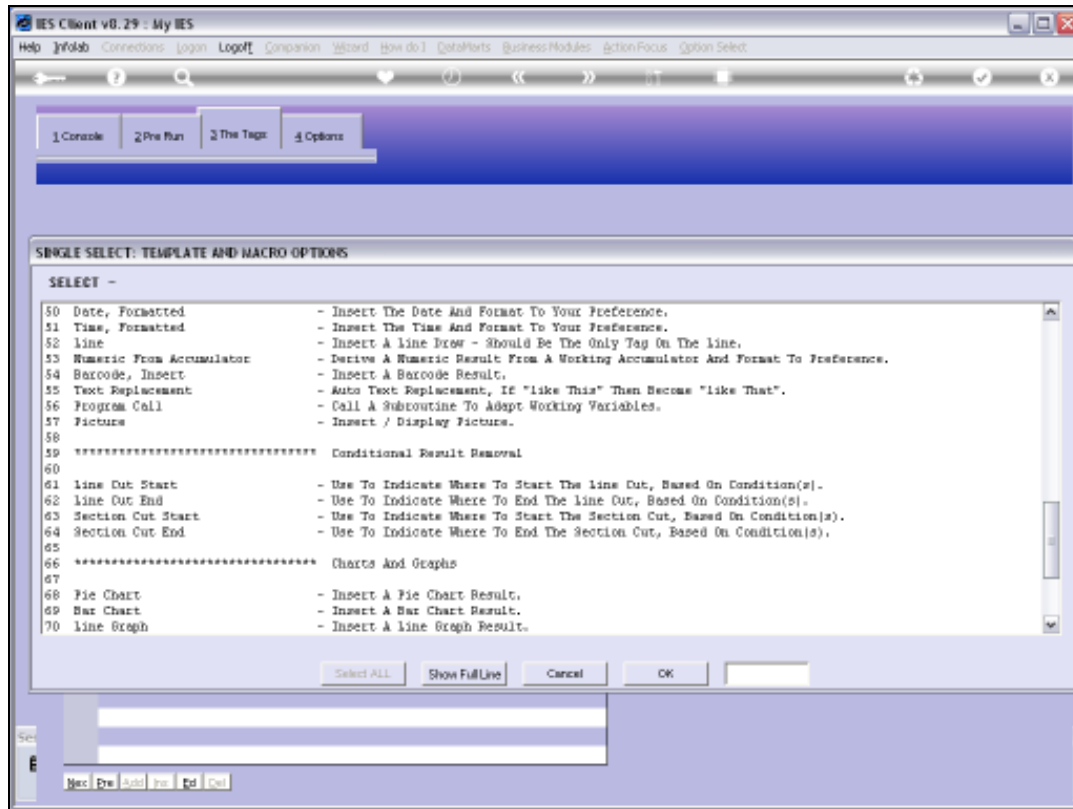 IES Client v8.29 : My IES
Help Infolab Connections Logon Logoff Companion Wizard How do I DataMarts Business Modules Action Focus Option Select
1 Console 2 Pre Run 3 The Tags 4 Options
SINGLE SELECT: TEMPLATE AND MACRO OPTIONS
SELECT -
50 Date, Formatted - Insert The Date And Format To Your Preference.
51 Time, Formatted - Insert The Time And Format To Your Preference.
52 Line - Insert A Line Draw - Should Be The Only Tag On The Line.
53 Numeric From Accumulator - Derive A Numeric Result From A Working Accumulator And Format To Preference.
54 Barcode, Insert - Insert A Barcode Result.
55 Text Replacement - Auto Text Replacement, If "like This" Then Become "like That".
56 Program Call - Call A Subroutine To Adapt Working Variables.
57 Picture - Insert / Display Picture.
58
59 ********************************* Conditional Result Removal
60
61 Line Cut Start - Use To Indicate Where To Start The Line Cut, Based On Condition(s).
62 Line Cut End - Use To Indicate Where To End The Line Cut, Based On Condition(s).
63 Section Cut Start - Use To Indicate Where To Start The Section Cut, Based On Condition(s).
64 Section Cut End - Use To Indicate Where To End The Section Cut, Based On Condition(s).
65
66 ********************************* Charts And Graphs
67
68 Pie Chart - Insert A Pie Chart Result.
69 Bar Chart - Insert A Bar Chart Result.
70 Line Graph - Insert A Line Graph Result.
Select ALL Show Full Line Cancel OK
Nex Pre Add Ins Ed Del